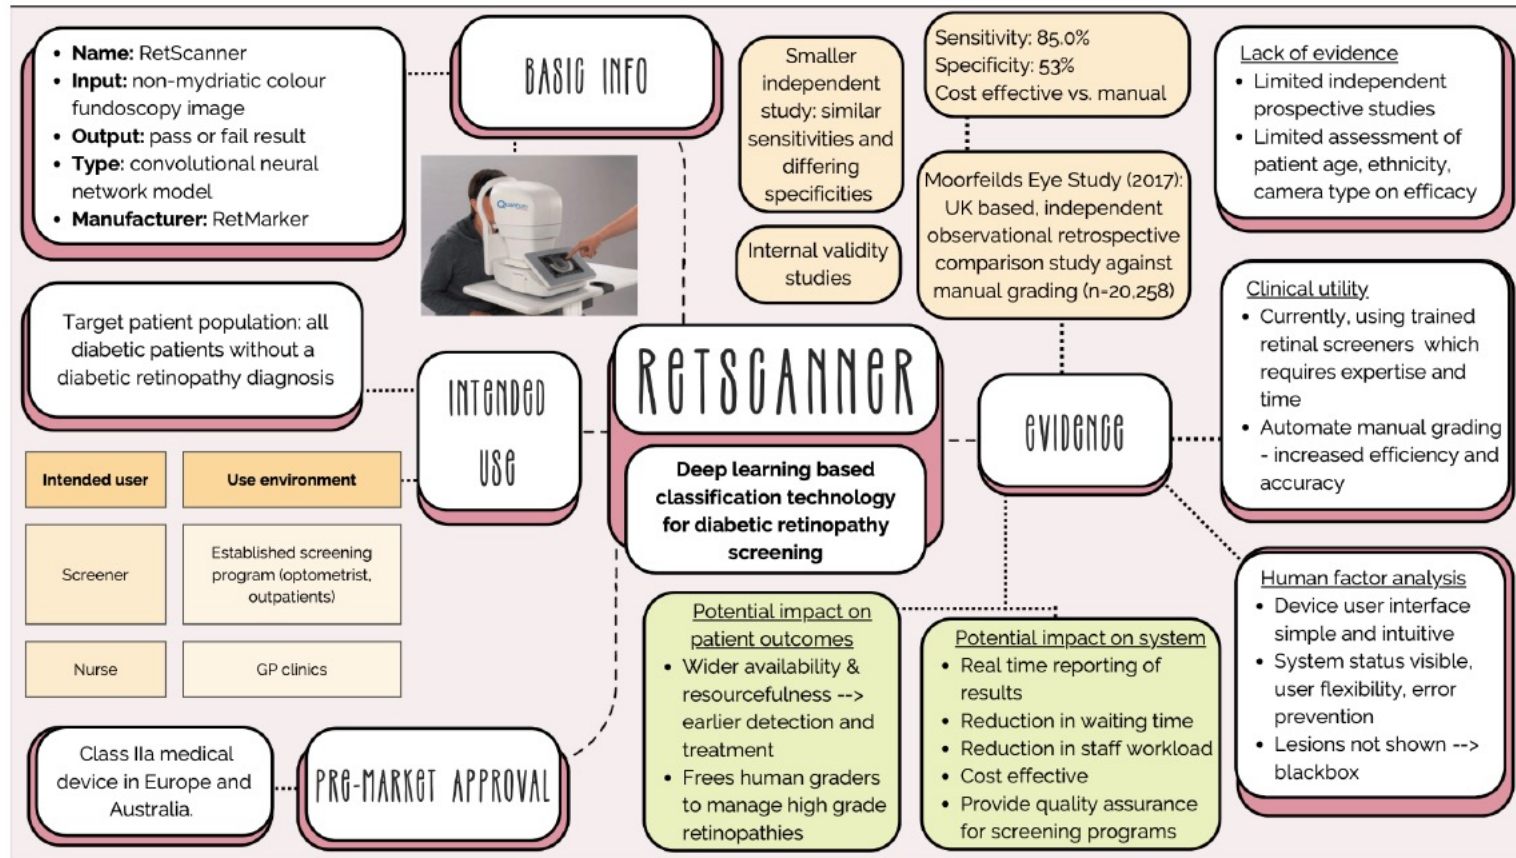 Name: RetScanner
Input: non-mydriatic colour
fundoscopy image
Output: pass or fail result
Type: convolutional neural
network model
Manufacturer: RetMarker
BASIC INFO
Quantum
Smaller
independent
study: similar
sensitivities and
differing
specificities
Internal validity
studies
Sensitivity: 85.0%
Specificity: 53%
Cost effective vs. manual
Moorfeilds Eye Study (2017):
UK based, independent
observational retrospective
comparison study against
manual grading (n=20,258)
Lack of evidence
Limited independent
prospective studies
Limited assessment of
patient age, ethnicity,
camera type on efficacy
Target patient population: all
diabetic patients without a
diabetic retinopathy diagnosis
INTENDED
USE
Intended user
Use environment
Screener
Established screening
program (optometrist,
outpatients)
Nurse
GP clinics
RETSCANNER
Deep learning based
classification technology
for diabetic retinopathy
screening
EVIDENCE
Clinical utility
Currently, using trained
retinal screeners which
requires expertise and
time
Automate manual grading
- increased efficiency and
accuracy
Human factor analysis
Device user interface
simple and intuitive
System status visible,
user flexibility, error
prevention
Lesions not shown -->
blackbox
Potential impact on
patient outcomes
Wider availability &
resourcefulness -->
earlier detection and
treatment
Frees human graders
to manage high grade
retinopathies
Potential impact on system
Real time reporting of
results
Reduction in waiting time
Reduction in staff workload
Cost effective
Provide quality assurance
for screening programs
Class IIa medical
device in Europe and
Australia.
PRE-MARKET APPROVAL